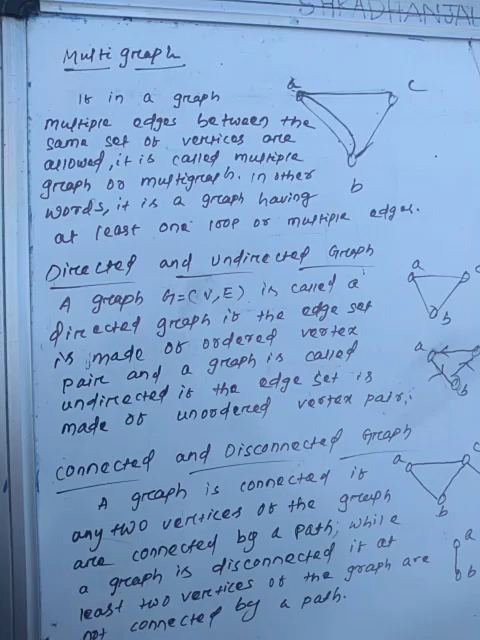 SHRADHANJAL
Multigraph
If in a graph
multiple edges between the
same set of vertices are
allowed, it is called multiple
graph or multigraph. In other
words, it is a graph having
at least one loop or multiple edges.
a
c
b
Directed and Undirected Graph
A graph G=(V,E) is called a
directed graph if the edge set
is made of ordered vertex
pair and a graph is called
undirected if the edge set is
made of unordered vertex pair.
a
c
b
a
b
Connected and Disconnected Graph
A graph is connected if
any two vertices of the graph
are connected by a path; while
a graph is disconnected if at
least two vertices of the graph are
not connected by a path.
a
c
b
a
b